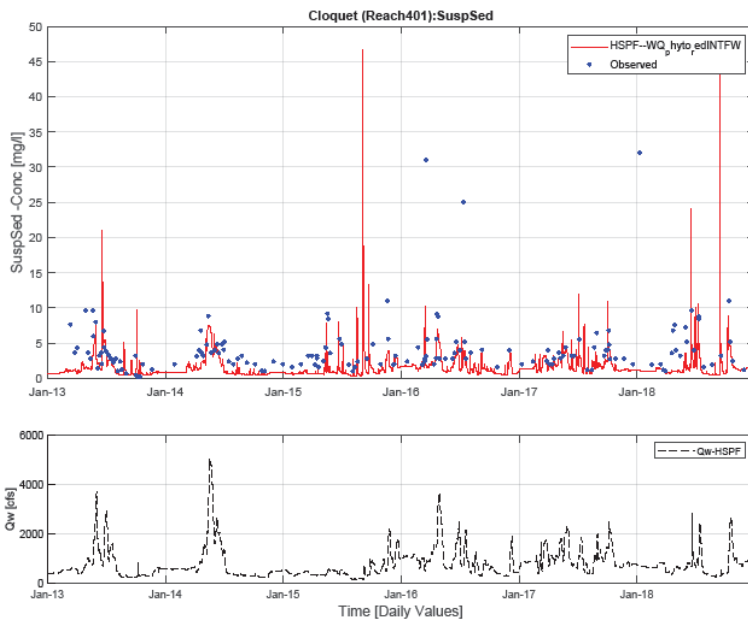 Cloquet (Reach401):SuspSed
HSPF--WQphytoredINTFW
Observed
SuspSed -Conc [mg/l]
50
45
40
35
30
25
20
15
10
5
0
Jan-13 Jan-14 Jan-15 Jan-16 Jan-17 Jan-18
Qw-HSPF
Qw [cfs]
6000
4000
2000
0
Jan-13 Jan-14 Jan-15 Jan-16 Jan-17 Jan-18
Time [Daily Values]